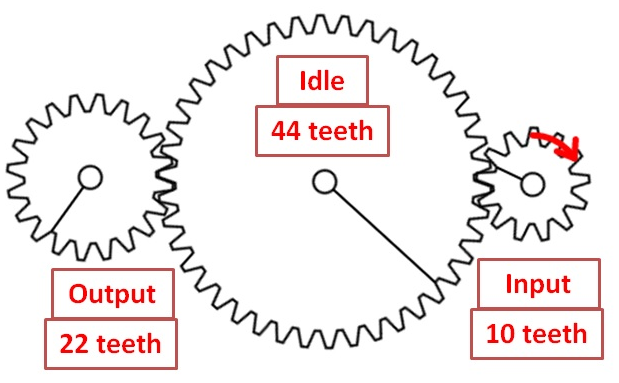 Idle
44 teeth
Output
22 teeth
Input
10 teeth